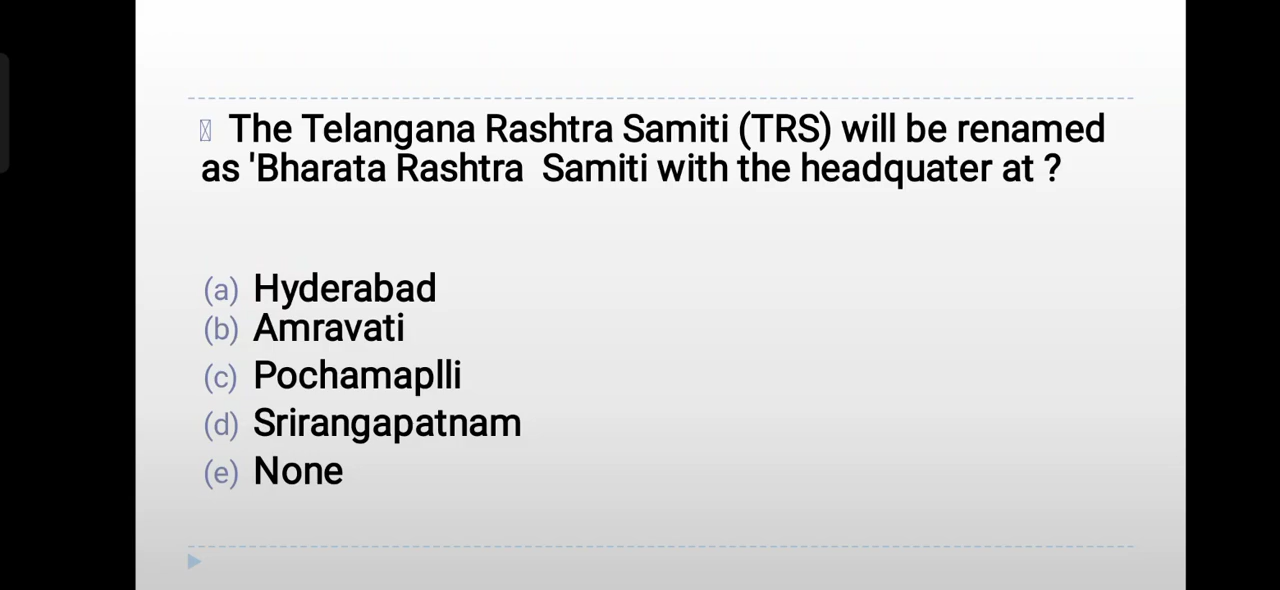 The Telangana Rashtra Samiti (TRS) will be renamed
as 'Bharata Rashtra Samiti with the headquater at ?
(a) Hyderabad
(b) Amravati
(c) Pochamaplli
(d) Srirangapatnam
(e) None